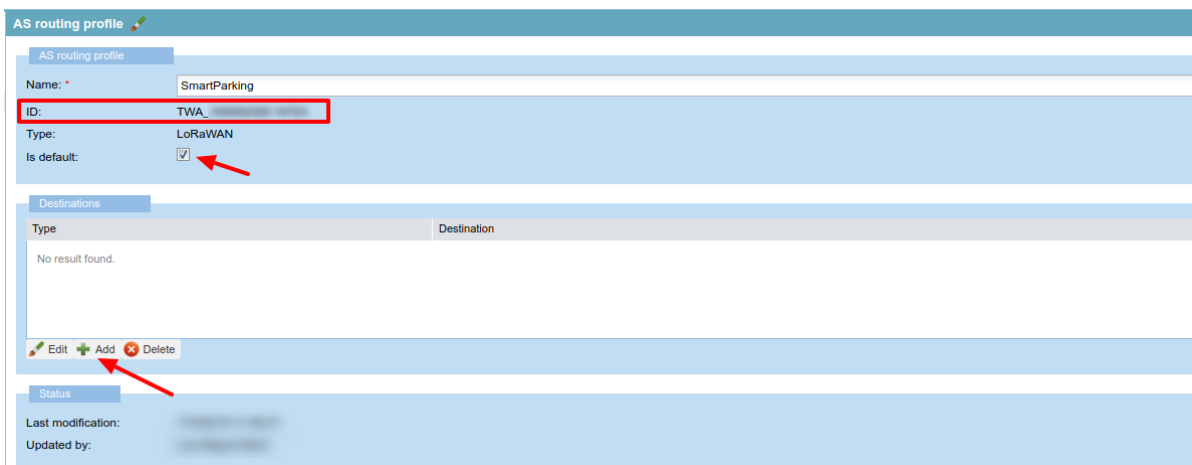 AS routing profile
AS routing profile
Name: * SmartParking
ID: TWA_
Type: LoRaWAN
Is default:
Destinations
Type Destination
No result found.
Edit Add Delete
Status
Last modification:
Updated by: